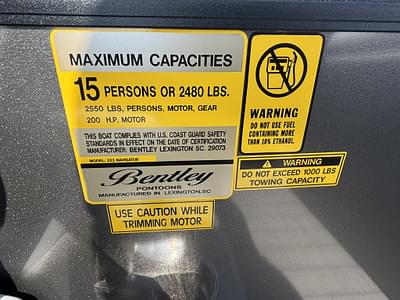 MAXIMUM CAPACITIES
15 PERSONS OR 2480 LBS.
2550 LBS, PERSONS, MOTOR, GEAR
200 H.P. MOTOR
THIS BOAT COMPLIES WITH U.S. COAST GUARD SAFETY
STANDARDS IN EFFECT ON THE DATE OF CERTIFICATION
MANUFACTURER: BENTLEY LEXINGTON SC. 29073
MODEL: 223 NAVIGATOR
Bentley
PONTOONS
MANUFACTURED IN LEXINGTON, SC
USE CAUTION WHILE
TRIMMING MOTOR
WARNING
DO NOT USE FUEL
CONTAINING MORE
THAN 10% ETHANOL.
WARNING
DO NOT EXCEED 1000 LBS
TOWING CAPACITY